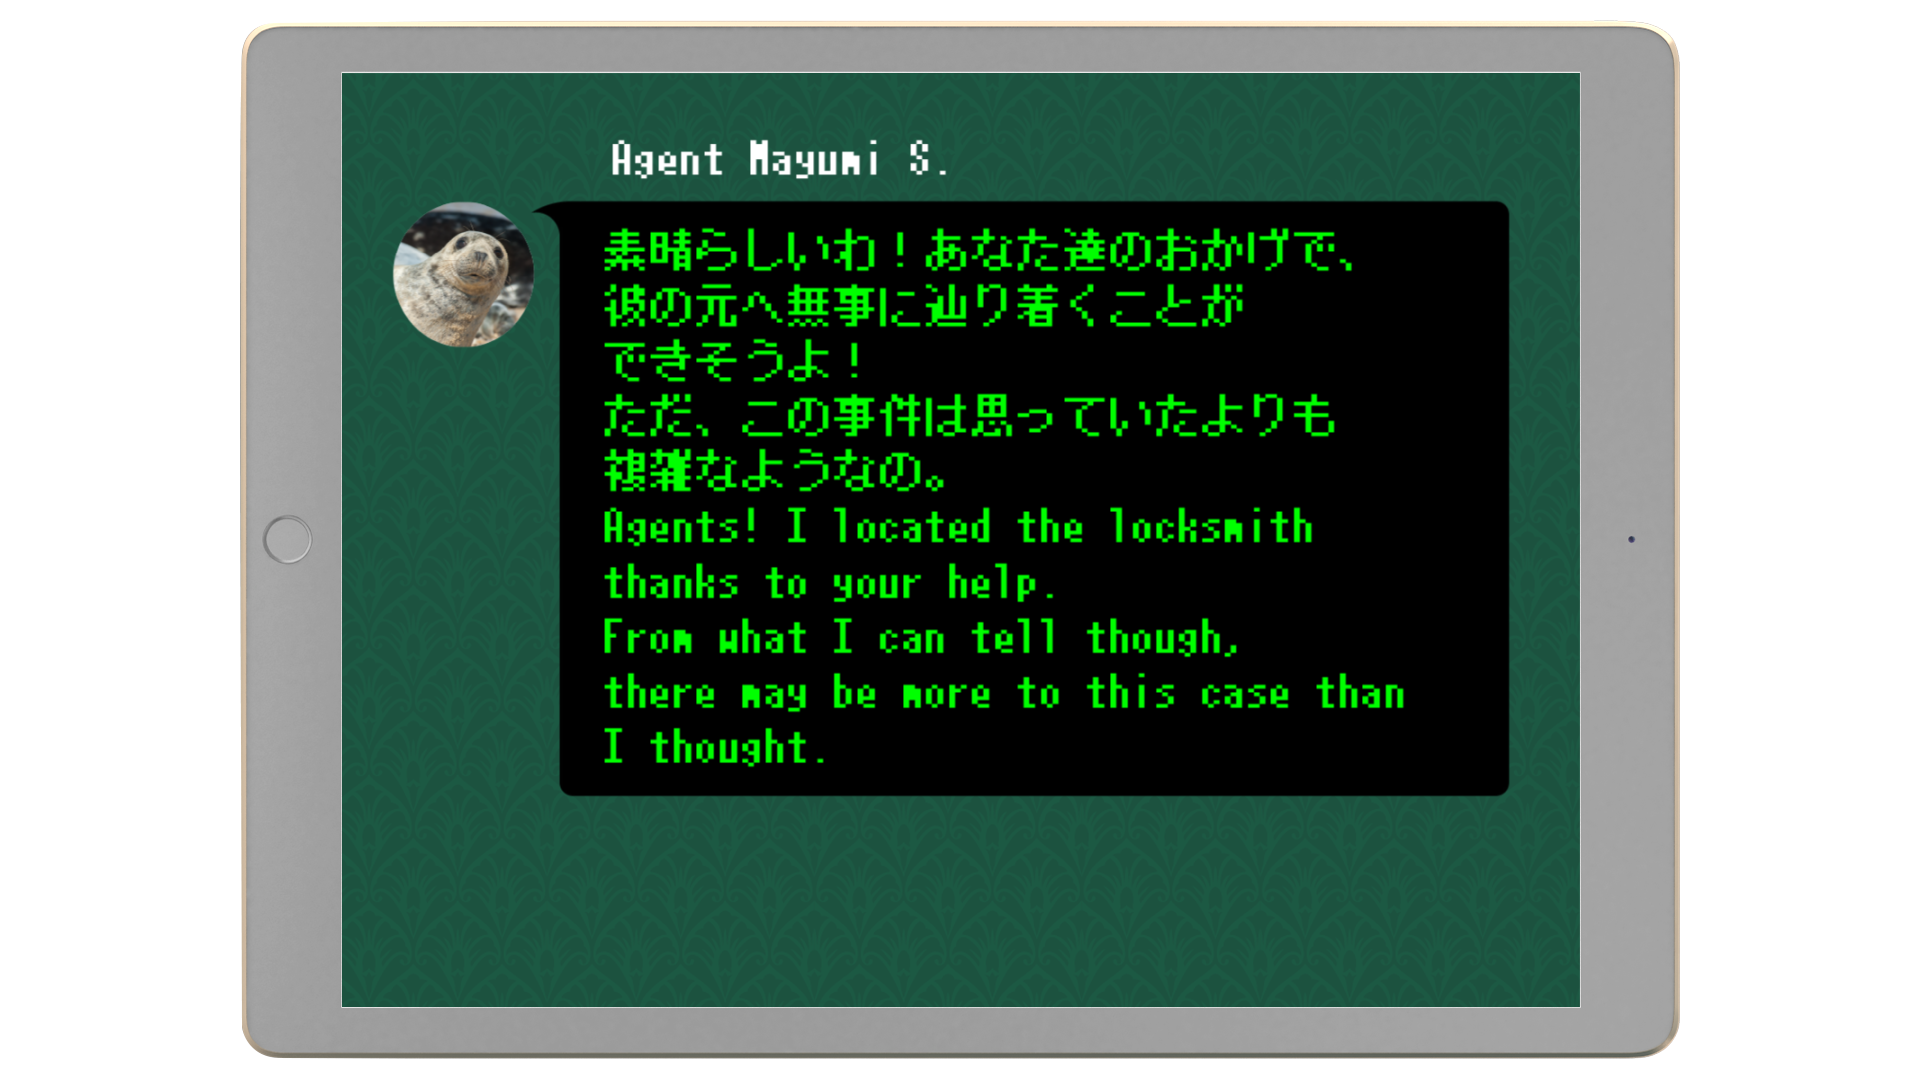 Agent Mayumi S.
素晴らしいわ！あなた達のおかげで、
彼の元へ無事に辿り着くことが
できそうよ！
ただ、この事件は思っていたよりも
複雑なようなの。
Agents! I located the locksmith
thanks to your help.
From what I can tell though,
there may be more to this case than
I thought.